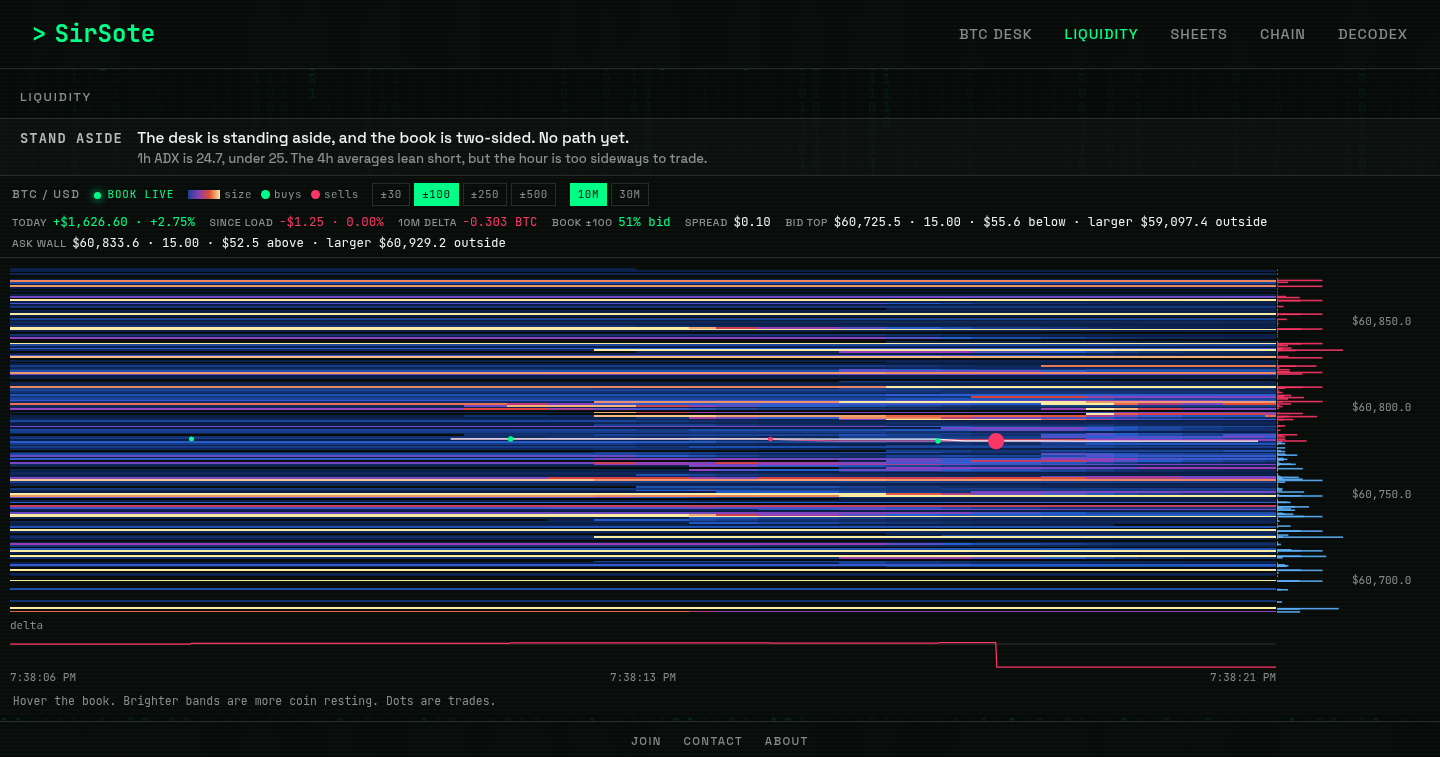 > SirSote
BTC DESK LIQUIDITY SHEETS CHAIN DECODEX
LIQUIDITY
STAND ASIDE The desk is standing aside, and the book is two-sided. No path yet.
1h ADX is 24.7, under 25. The 4h averages lean short, but the hour is too sideways to trade.
BTC / USD BOOK LIVE size buys sells ±30 ±100 ±250 ±500 10M 30M
TODAY +$1,626.60 · +2.75% SINCE LOAD -$1.25 · 0.00% 10M DELTA -0.303 BTC BOOK ±100 51% bid SPREAD $0.10 BID TOP $60,725.5 · 15.00 · $55.6 below · larger $59,097.4 outside
ASK WALL $60,833.6 · 15.00 · $52.5 above · larger $60,929.2 outside
$60,850.0
$60,800.0
$60,750.0
$60,700.0
delta
7:38:06 PM 7:38:13 PM 7:38:21 PM
Hover the book. Brighter bands are more coin resting. Dots are trades.
JOIN CONTACT ABOUT